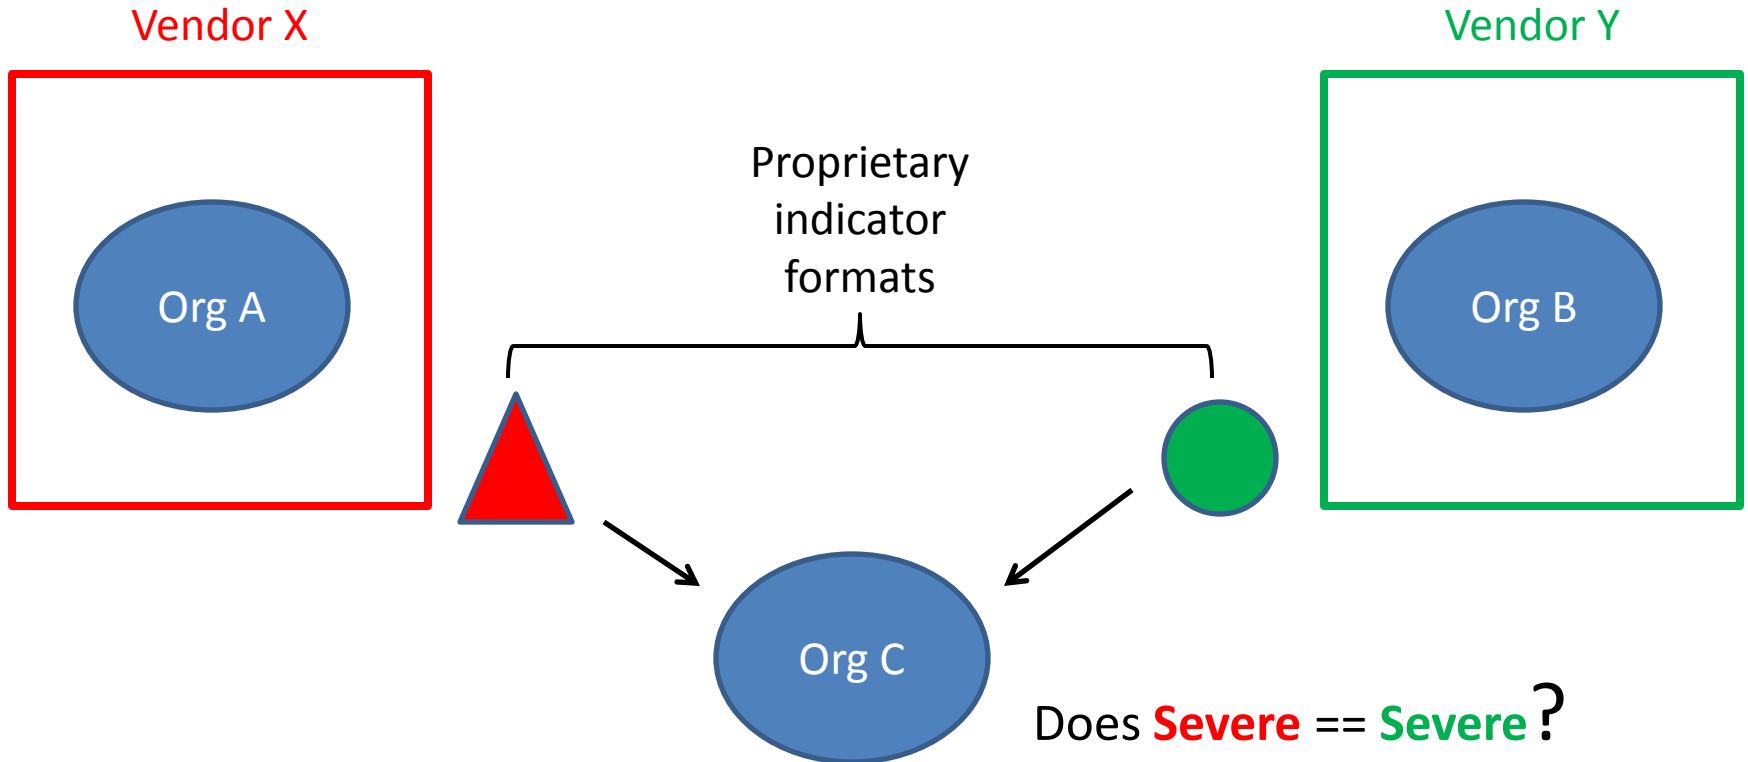 Vendor X
Vendor Y
Proprietary
indicator
formats
Org A
Org B
Org C
Does Severe == Severe?